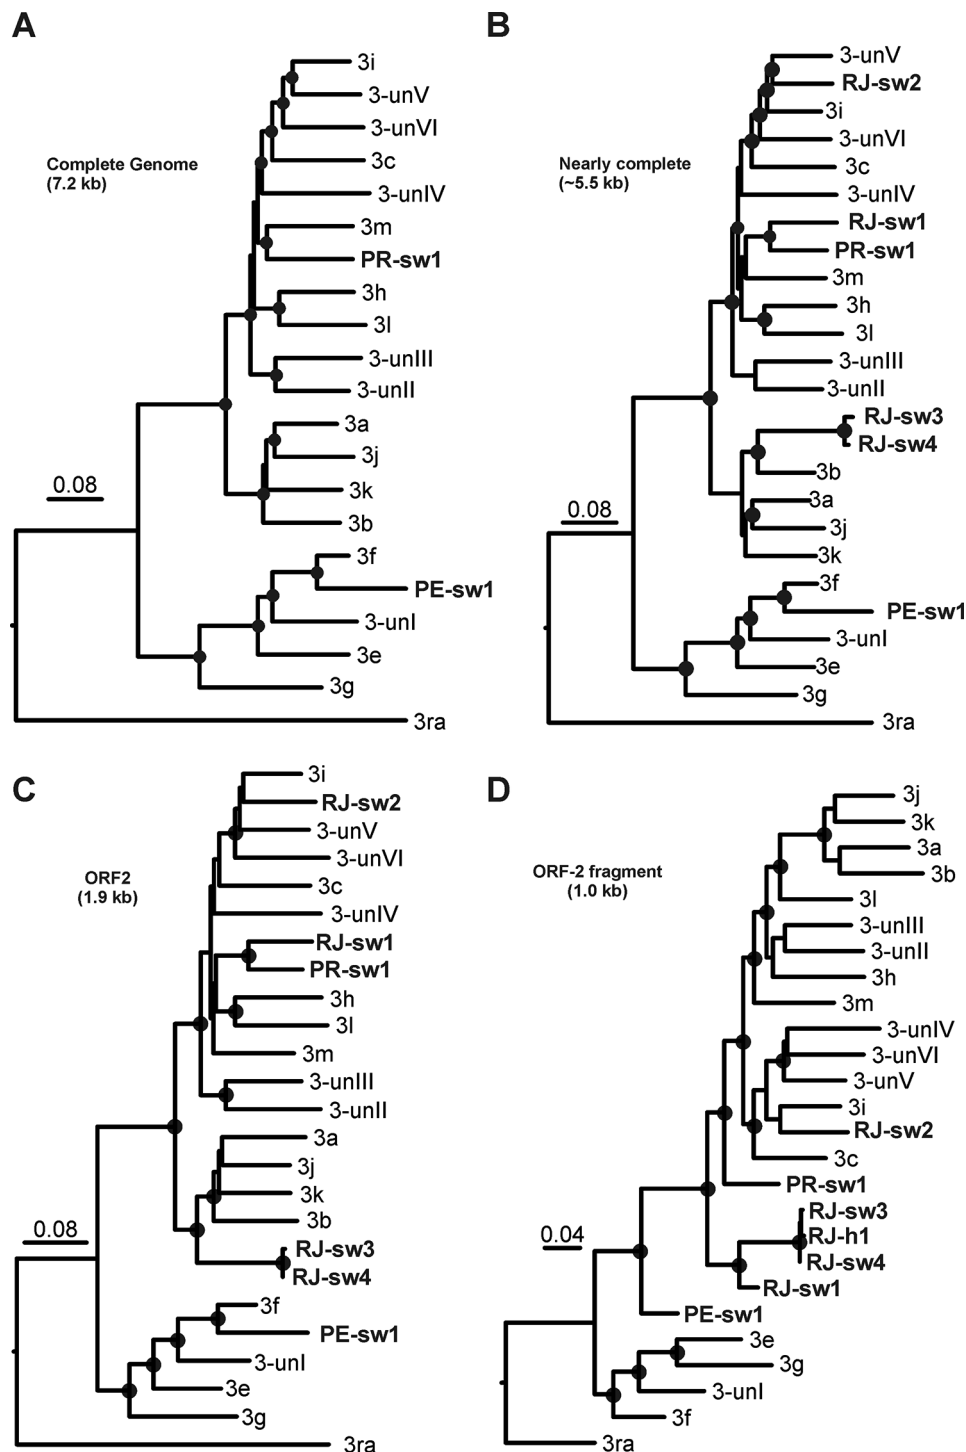 A
Complete Genome
(7.2 kb)
3i
3-unV
3-unVI
3c
3-unIV
3m
PR-sw1
3h
3l
3-unIII
3-unII
3a
3j
3k
3b
3f
PE-sw1
3-unI
3e
3g
3ra
0.08
B
Nearly complete
(~5.5 kb)
3-unV
RJ-sw2
3i
3-unVI
3c
3-unIV
RJ-sw1
PR-sw1
3m
3h
3l
3-unIII
3-unII
RJ-sw3
RJ-sw4
3b
3a
3j
3k
3f
PE-sw1
3-unI
3e
3g
3ra
0.08
C
ORF2
(1.9 kb)
3i
RJ-sw2
3-unV
3-unVI
3c
3-unIV
RJ-sw1
PR-sw1
3h
3l
3m
3-unIII
3-unII
3a
3j
3k
3b
RJ-sw3
RJ-sw4
3f
PE-sw1
3-unI
3e
3g
3ra
0.08
D
ORF-2 fragment
(1.0 kb)
3j
3k
3a
3b
3l
3-unIII
3-unII
3h
3m
3-unIV
3-unVI
3-unV
3i
RJ-sw2
3c
PR-sw1
RJ-sw3
RJ-h1
RJ-sw4
RJ-sw1
PE-sw1
3e
3g
3-unI
3f
3ra
0.04